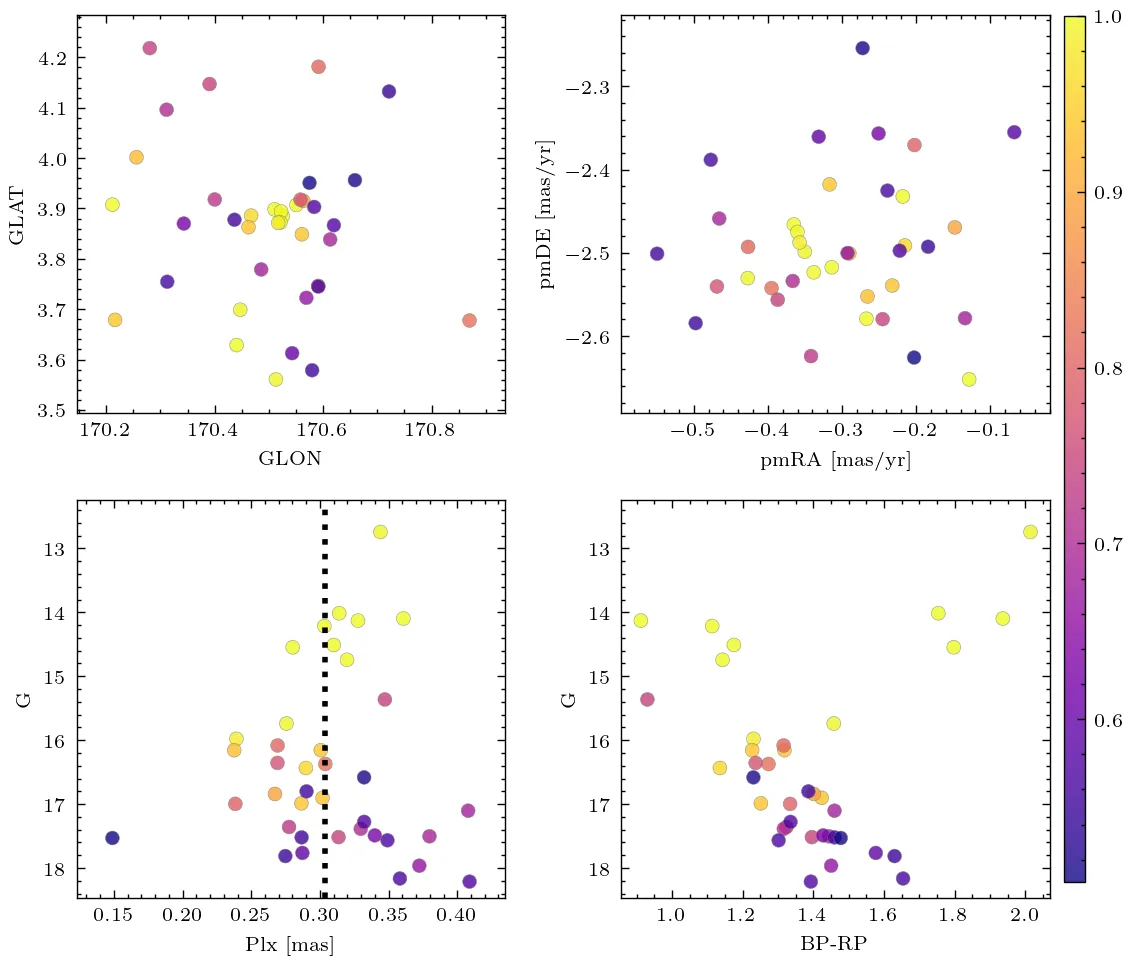 4.2
4.1
4.0
3.9
3.8
3.7
3.6
3.5
GLAT
170.2 170.4 170.6 170.8
GLON
−2.3
−2.4
−2.5
−2.6
pmDE [mas/yr]
−0.5 −0.4 −0.3 −0.2 −0.1
pmRA [mas/yr]
13
14
15
16
17
18
G
0.15 0.20 0.25 0.30 0.35 0.40
Plx [mas]
13
14
15
16
17
18
G
1.0 1.2 1.4 1.6 1.8 2.0
BP-RP
1.0
0.9
0.8
0.7
0.6